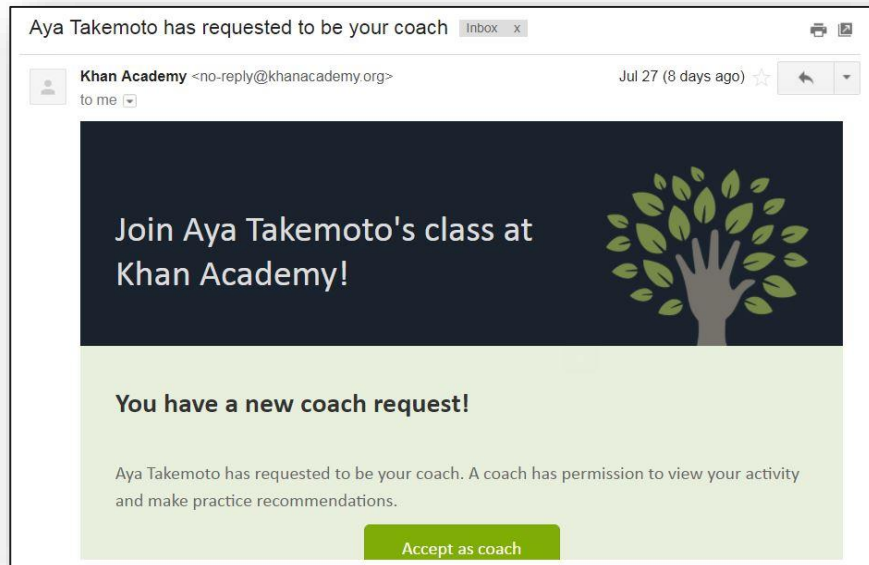 Aya Takemoto has requested to be your coach Inbox x
Khan Academy <no-reply@khanacademy.org> Jul 27 (8 days ago)
to me
Join Aya Takemoto's class at
Khan Academy!
You have a new coach request!
Aya Takemoto has requested to be your coach. A coach has permission to view your activity
and make practice recommendations.
Accept as coach